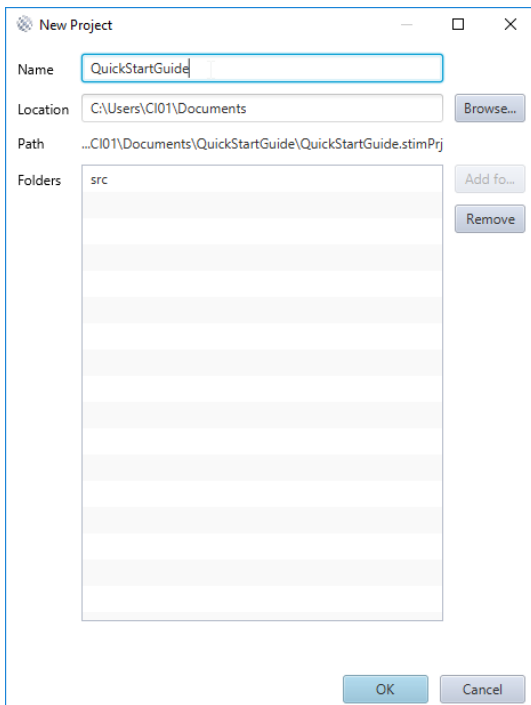 New Project
Name QuickStartGuide
Location C:\Users\CI01\Documents Browse...
Path ...CI01\Documents\QuickStartGuide\QuickStartGuide.stimPrj
Folders src Add fo...
Remove
OK Cancel